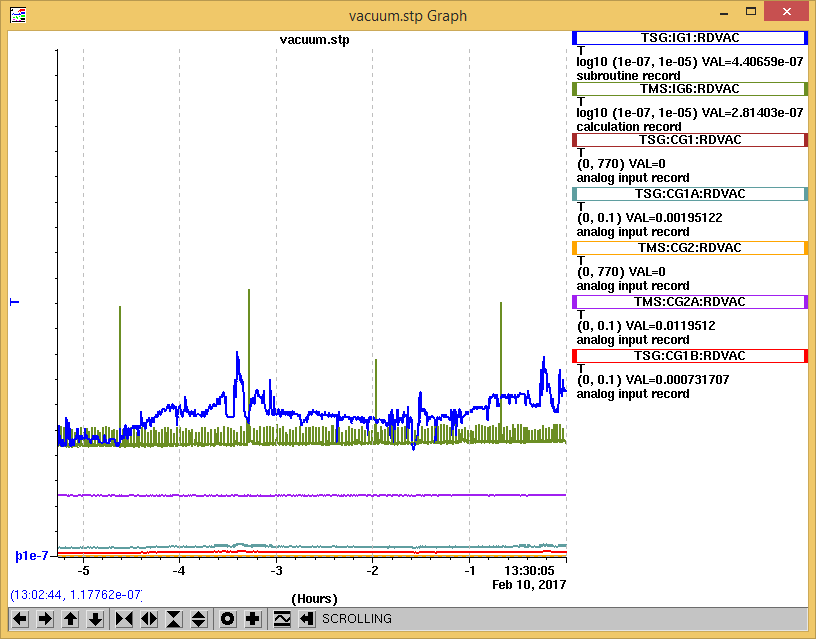 vacuum.stp Graph
vacuum.stp
TSG:IG1:RDVAC
T
log10 (1e-07, 1e-05) VAL=4.40659e-07
subroutine record
TMS:IG6:RDVAC
T
log10 (1e-07, 1e-05) VAL=2.81403e-07
calculation record
TSG:CG1:RDVAC
T
(0, 770) VAL=0
analog input record
TSG:CG1A:RDVAC
T
(0, 0.1) VAL=0.00195122
analog input record
TMS:CG2:RDVAC
T
(0, 770) VAL=0
analog input record
TMS:CG2A:RDVAC
T
(0, 0.1) VAL=0.0119512
analog input record
TSG:CG1B:RDVAC
T
(0, 0.1) VAL=0.000731707
analog input record
T
1e-7
-5 -4 -3 -2 -1 13:30:05
Feb 10, 2017
(13:02:44, 1.17762e-07)
(Hours)
SCROLLING